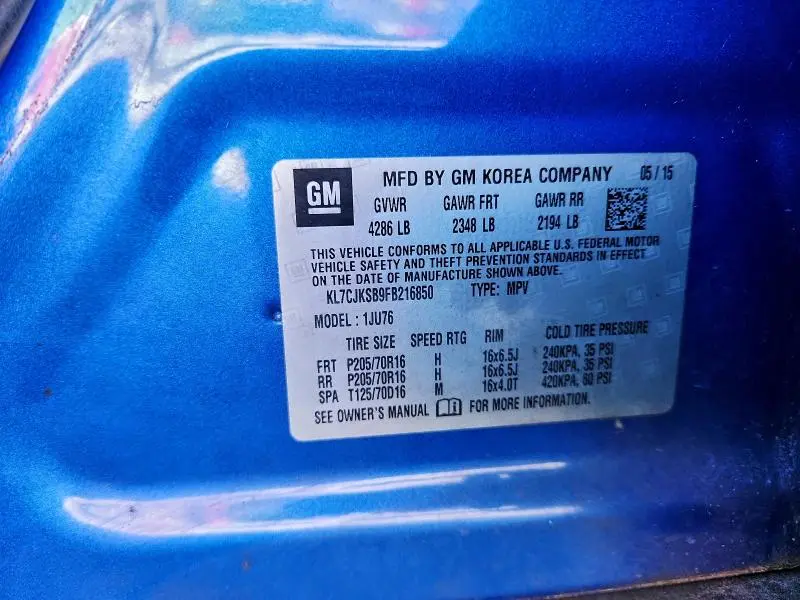 GM
MFD BY GM KOREA COMPANY 05 / 15
GVWR GAWR FRT GAWR RR
4286 LB 2348 LB 2194 LB
THIS VEHICLE CONFORMS TO ALL APPLICABLE U.S. FEDERAL MOTOR
VEHICLE SAFETY AND THEFT PREVENTION STANDARDS IN EFFECT
ON THE DATE OF MANUFACTURE SHOWN ABOVE.
KL7CJKSB9FB216850 TYPE: MPV
MODEL : 1JU76
TIRE SIZE SPEED RTG RIM COLD TIRE PRESSURE
FRT P205/70R16 H 16x6.5J 240KPA, 35 PSI
RR P205/70R16 H 16x6.5J 240KPA, 35 PSI
SPA T125/70D16 M 16x4.0T 420KPA, 60 PSI
SEE OWNER'S MANUAL FOR MORE INFORMATION.